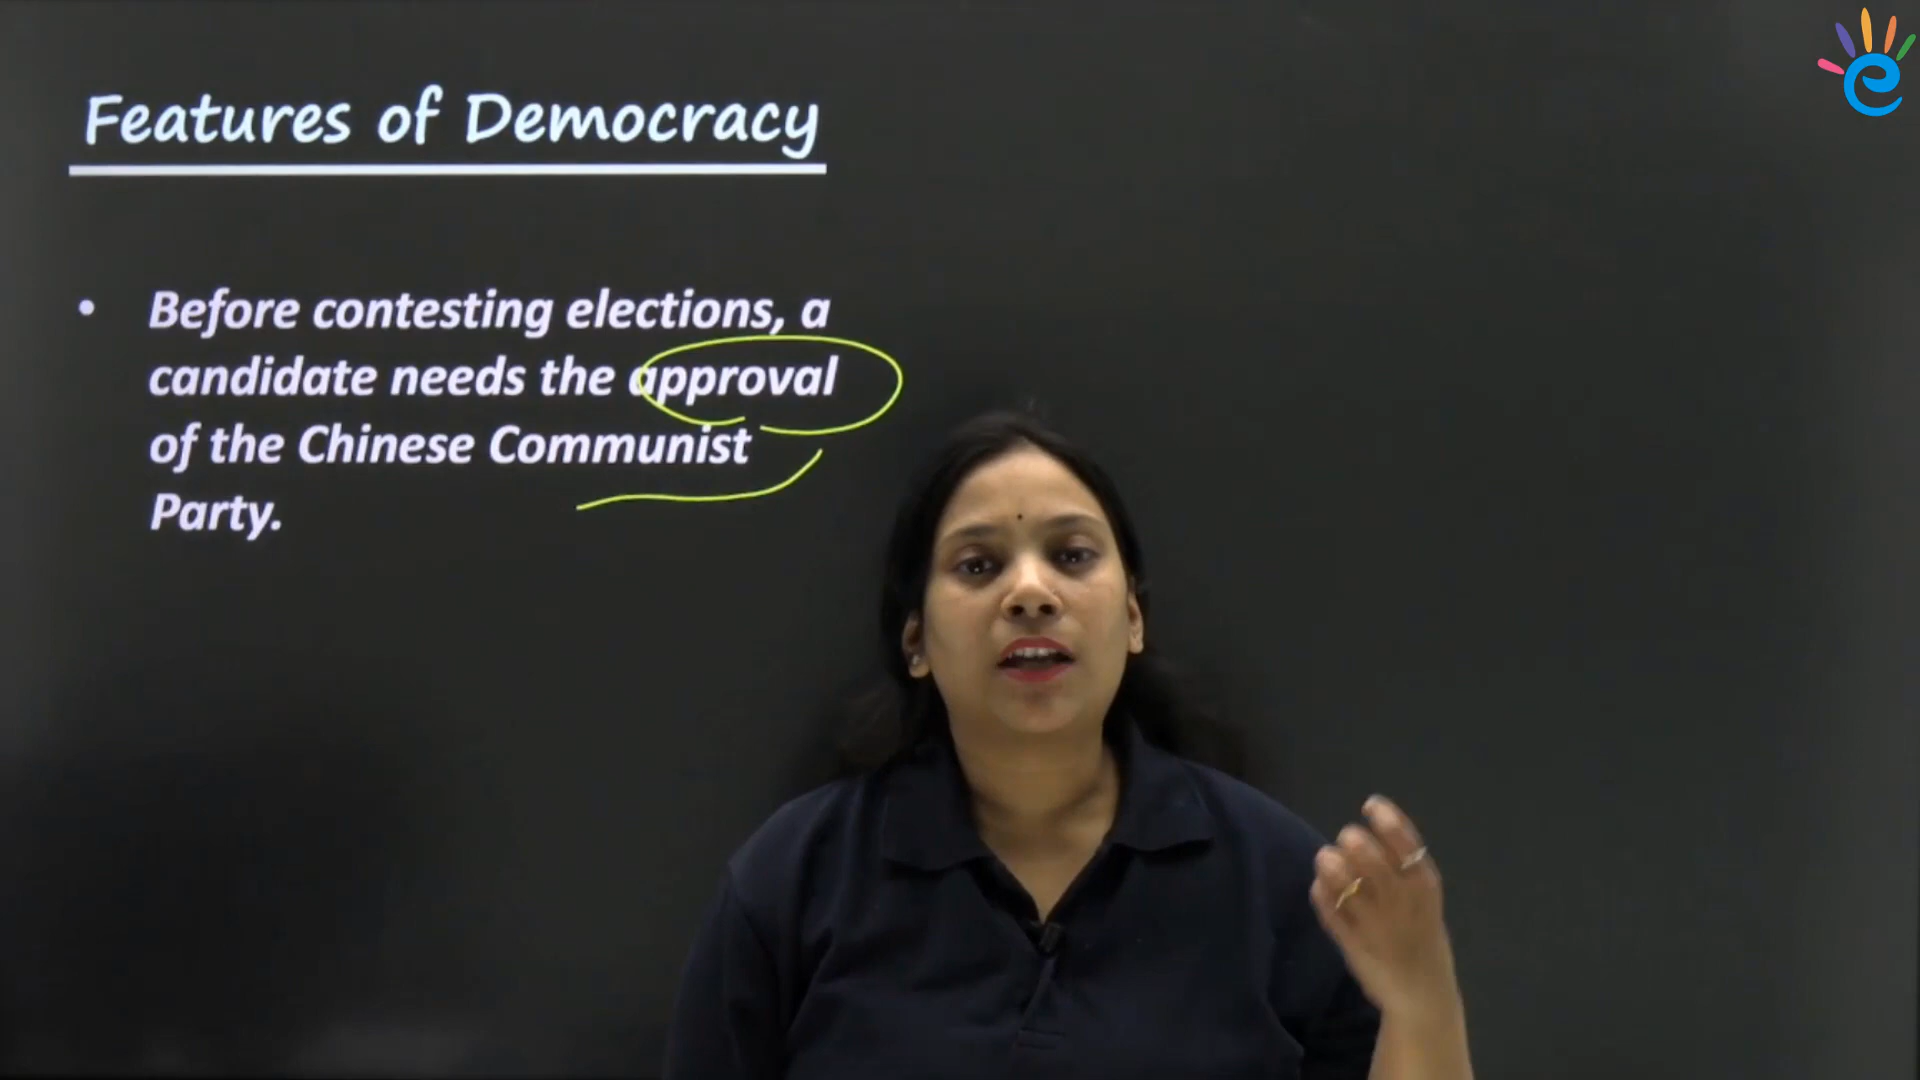 Features of Democracy
• Before contesting elections, a
candidate needs the approval
of the Chinese Communist
Party.